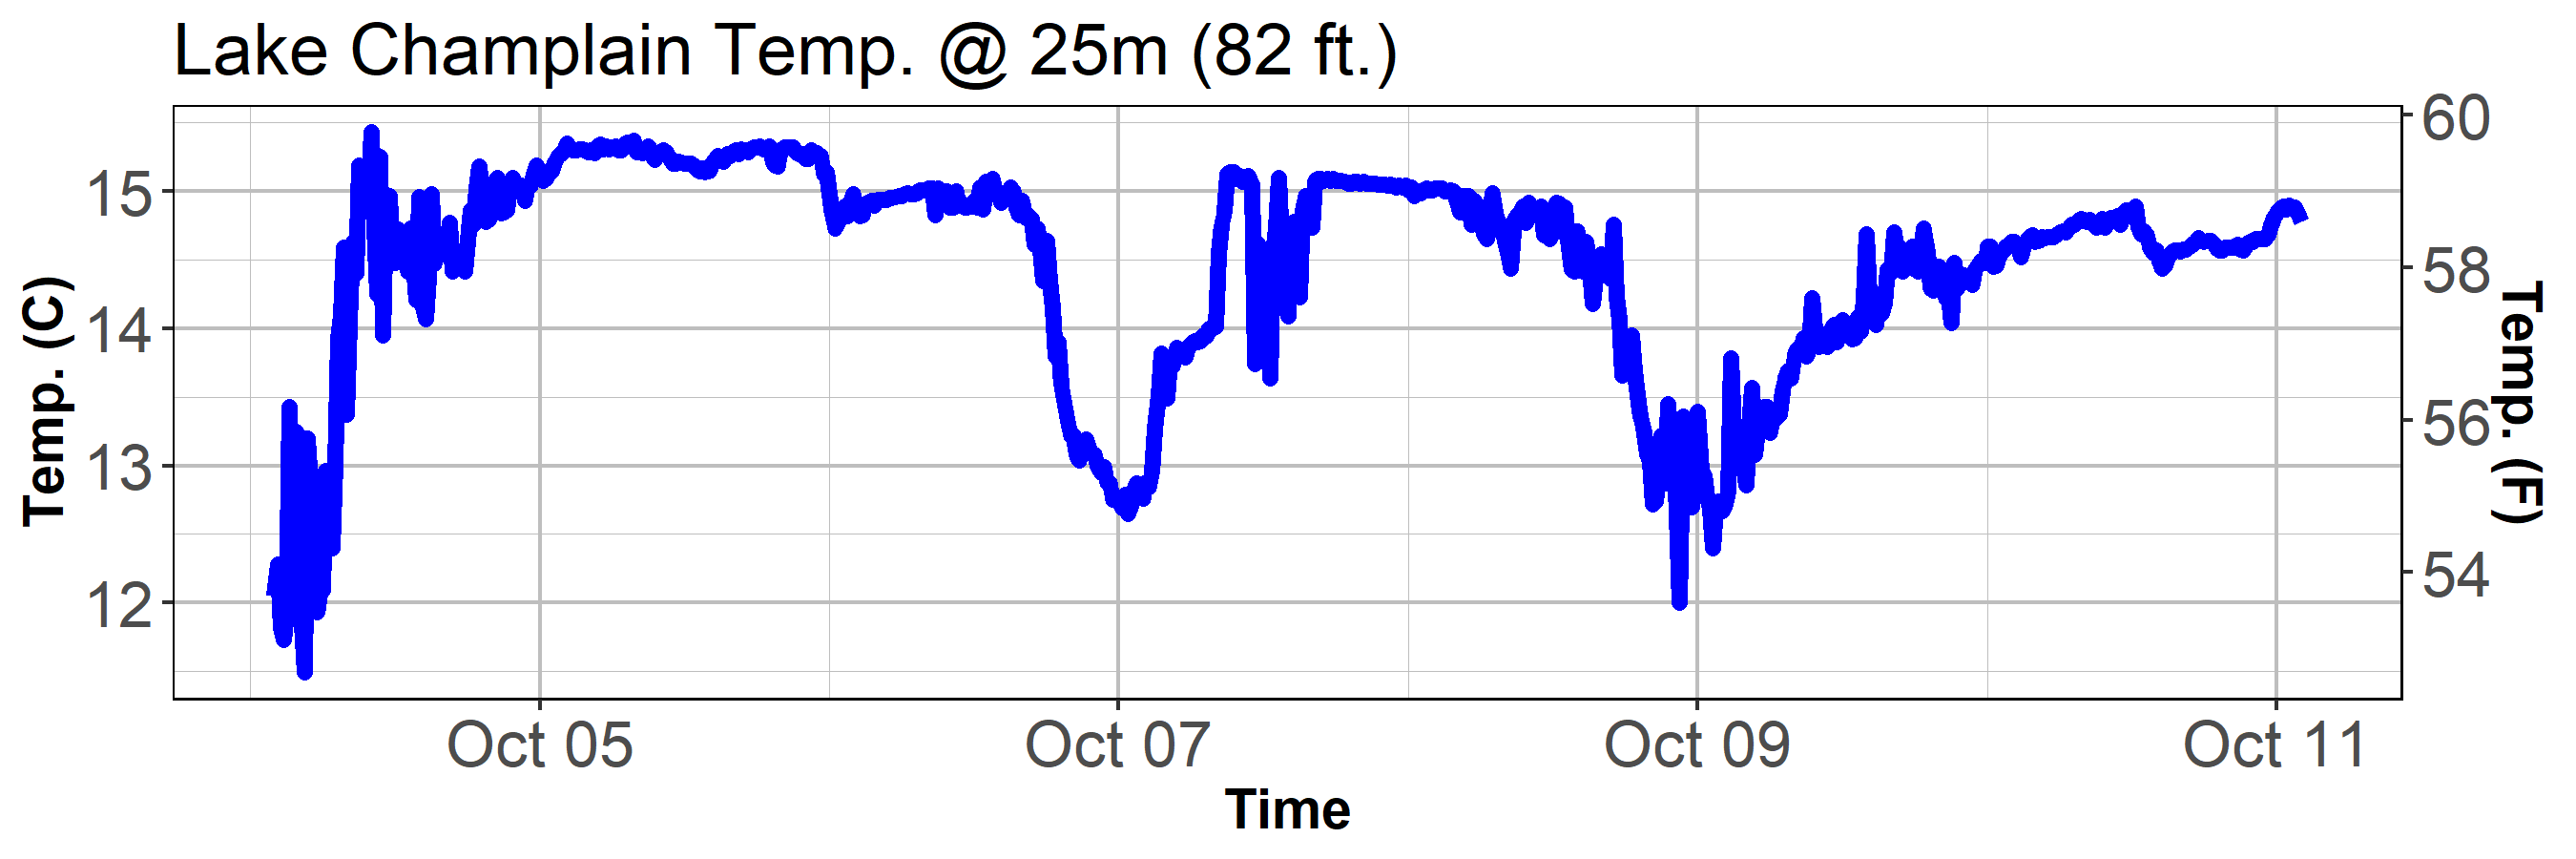 Lake Champlain Temp. @ 25m (82 ft.)
Temp. (C)
15
14
13
12
60
58
56
54
Temp. (F)
Oct 05
Oct 07
Oct 09
Oct 11
Time